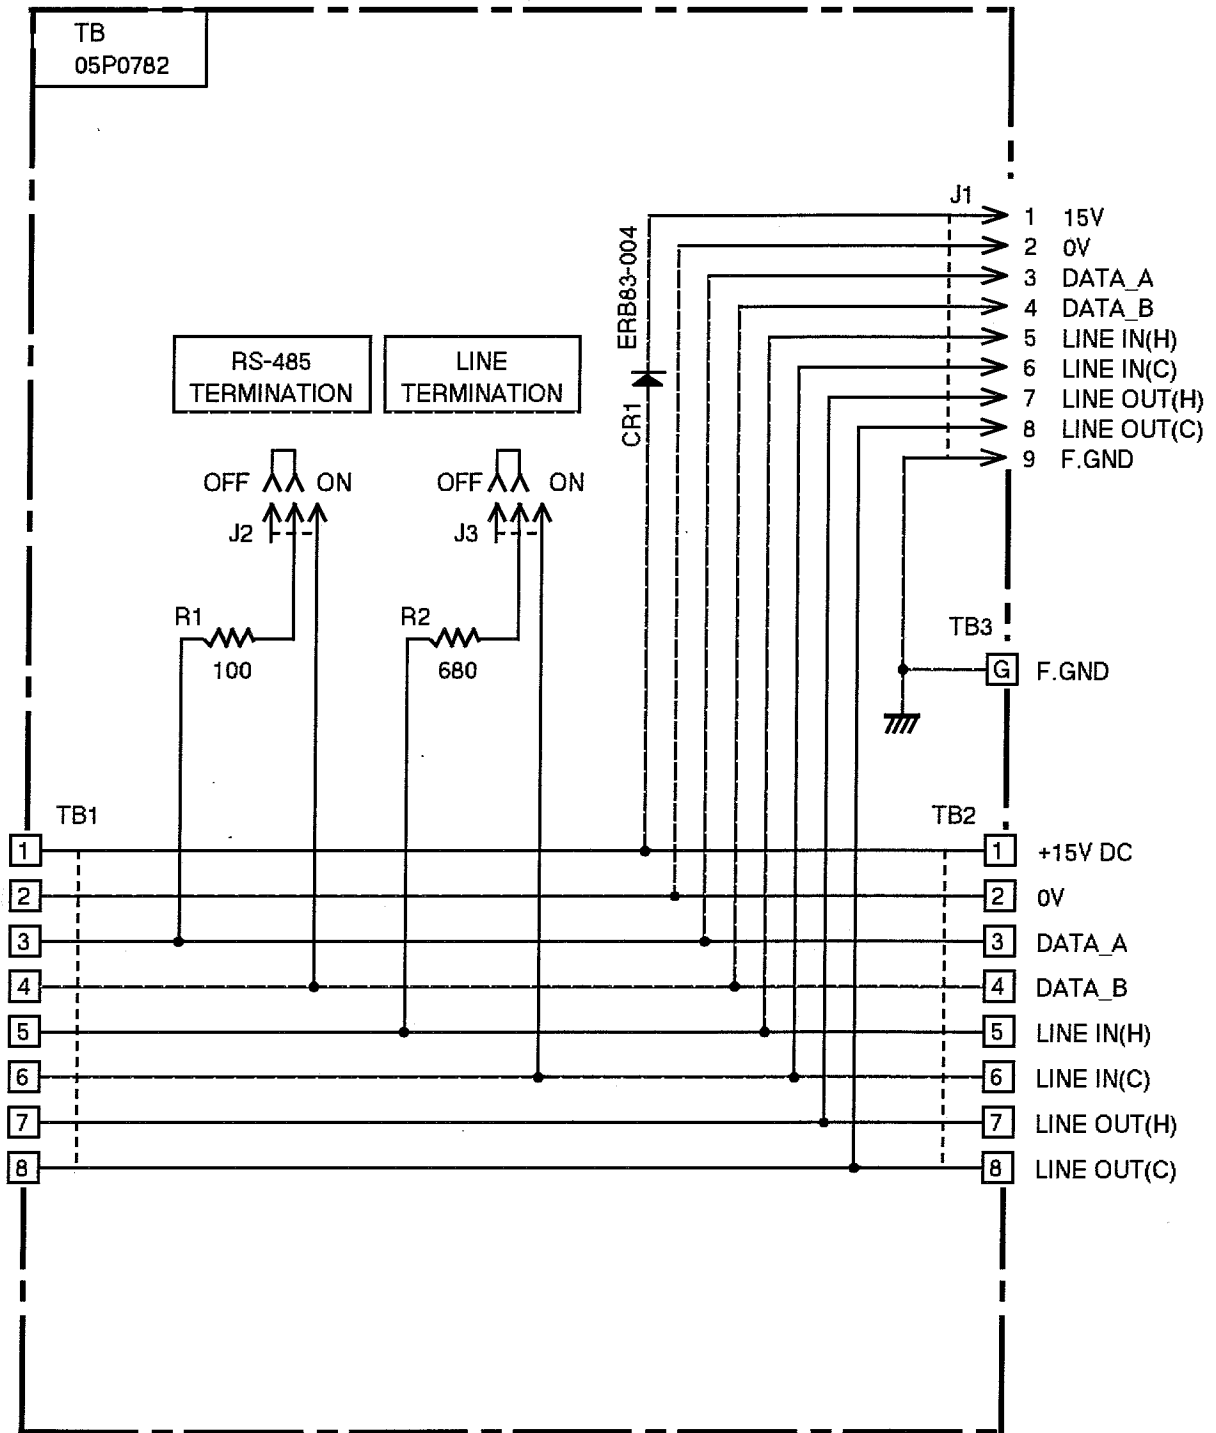 TB
05P0782
J1
1 15V
2 0V
3 DATA_A
4 DATA_B
5 LINE IN(H)
6 LINE IN(C)
7 LINE OUT(H)
8 LINE OUT(C)
9 F.GND
ERB83-004
CR1
RS-485
TERMINATION
LINE
TERMINATION
OFF ON
J2
OFF ON
J3
R1
100
R2
680
TB3
G F.GND
TB1
TB2
1 1 +15V DC
2 2 0V
3 3 DATA_A
4 4 DATA_B
5 5 LINE IN(H)
6 6 LINE IN(C)
7 7 LINE OUT(H)
8 8 LINE OUT(C)